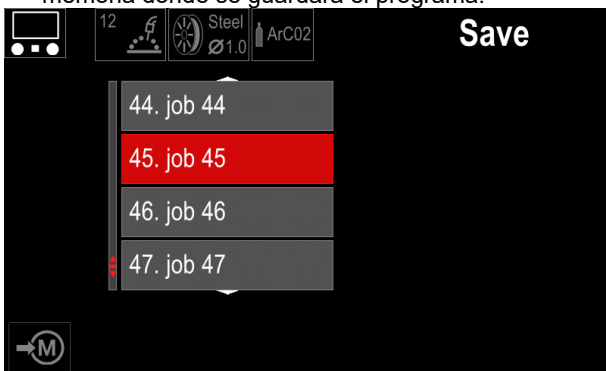 memoria donde se guardará el programa.
12
Steel
Ø1.0
ArC02
Save
44. job 44
45. job 45
46. job 46
47. job 47
M